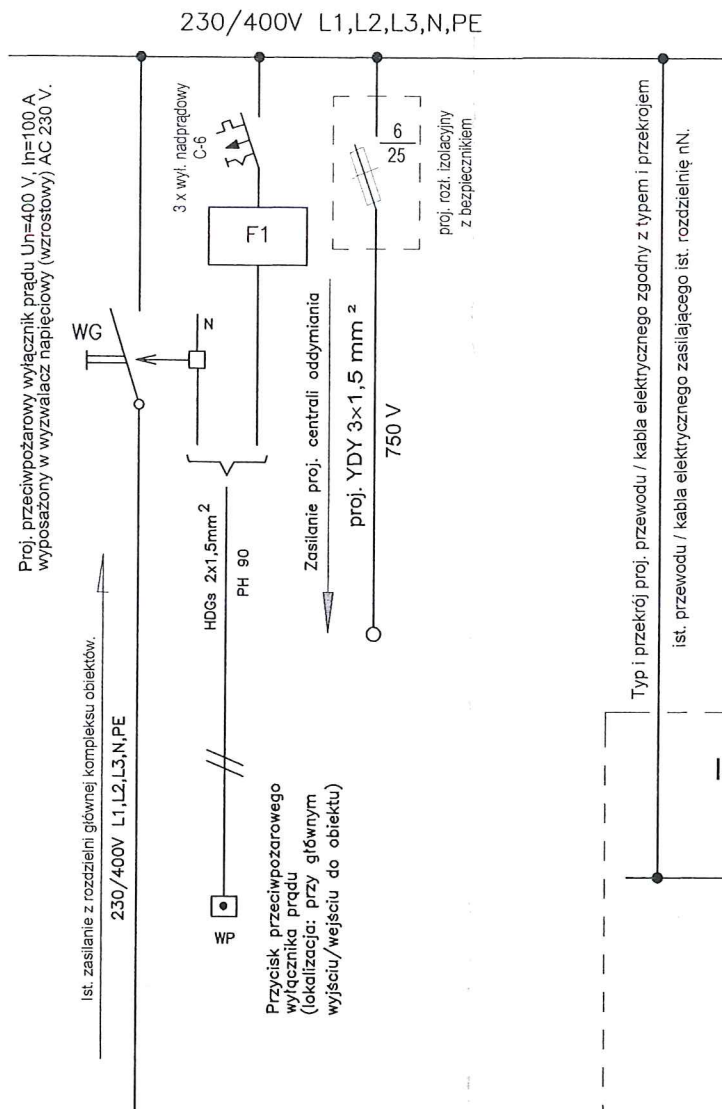 230/400V L1,L2,L3,N,PE
Proj. przeciwpożarowy wyłącznik prądu Un=400 V, In=100 A
wyposażony w wyzwalacz napięciowy (wzrostowy) AC 230 V.
WG
Ist. zasilanie z rozdzielni głównej kompleksu obiektów.
230/400V L1,L2,L3,N,PE
3 x wył. nadprądowy
C-6
F1
N
HDGs 2x1,5mm²
PH 90
WP
Przycisk przeciwpożarowego
wyłącznika prądu
(lokalizacja: przy głównym
wyjściu/wejściu do obiektu)
6
25
proj. rozł. izolacyjny
z bezpiecznikiem
Zasilanie proj. centrali oddymiania
proj. YDY 3×1,5 mm²
750 V
Typ i przekrój proj. przewodu / kabla elektrycznego zgodny z typem i przekrojem
ist. przewodu / kabla elektrycznego zasilającego ist. rozdzielnię nN.